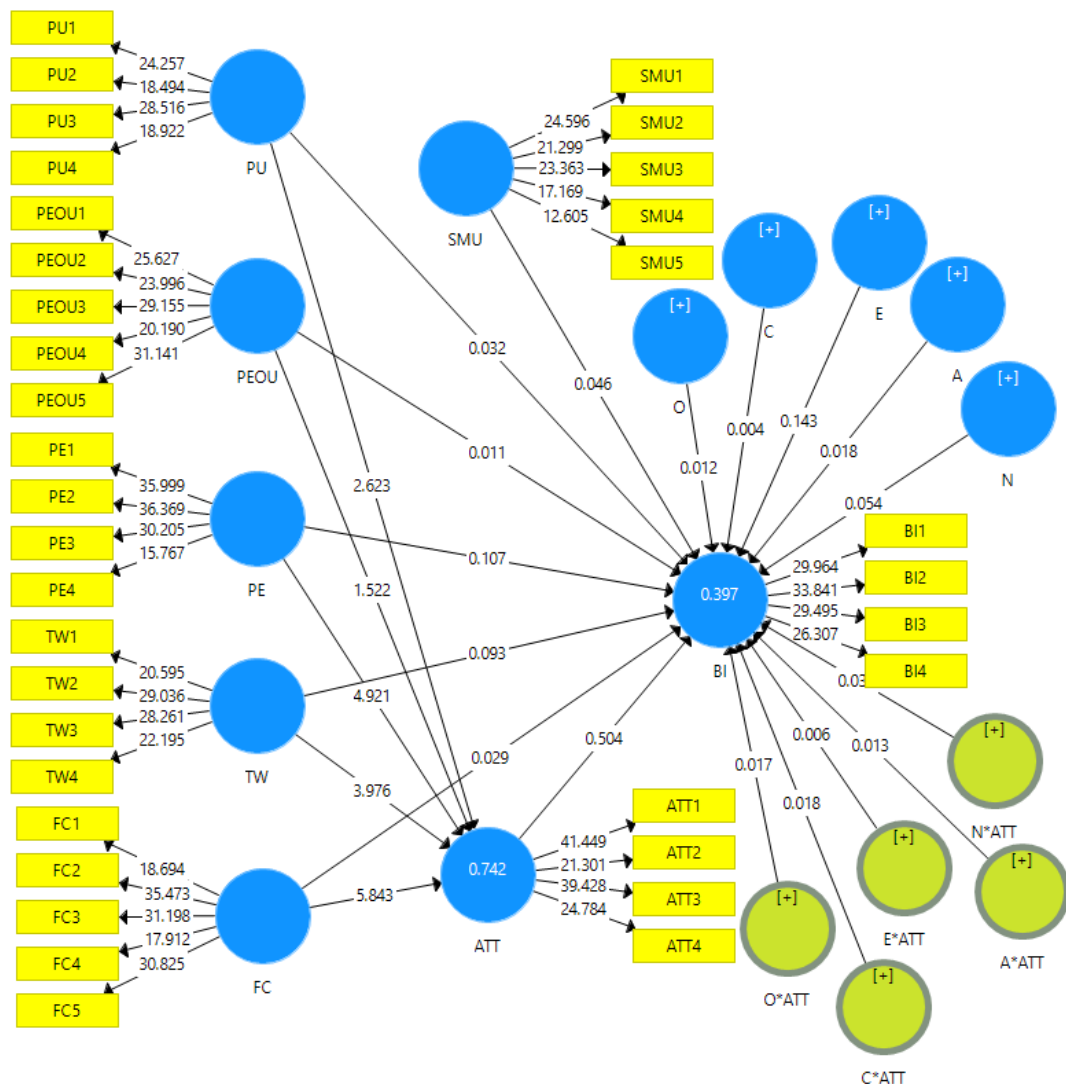 PU1
PU2
PU3
PU4
24.257
18.494
28.516
18.922
PU
PEOU1
PEOU2
PEOU3
PEOU4
PEOU5
25.627
23.996
29.155
20.190
31.141
PEOU
PE1
PE2
PE3
PE4
35.999
36.369
30.205
15.767
PE
TW1
TW2
TW3
TW4
20.595
29.036
28.261
22.195
TW
FC1
FC2
FC3
FC4
FC5
18.694
35.473
31.198
17.912
30.825
FC
SMU
24.596
21.299
23.363
17.169
12.605
SMU1
SMU2
SMU3
SMU4
SMU5
[+]
O
[+]
C
[+]
E
[+]
A
[+]
N
0.032
0.046
0.012
0.004
0.143
0.018
0.054
0.011
2.623
0.107
1.522
0.093
4.921
0.029
3.976
5.843
0.504
0.397
BI
29.964
33.841
29.495
26.307
BI1
BI2
BI3
BI4
0.742
ATT
41.449
21.301
39.428
24.784
ATT1
ATT2
ATT3
ATT4
0.017
0.018
0.006
0.013
[+]
N*ATT
[+]
A*ATT
[+]
E*ATT
[+]
O*ATT
[+]
C*ATT